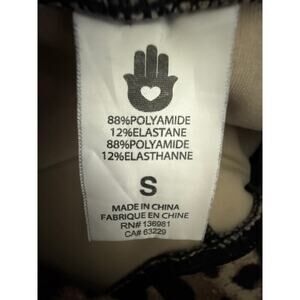 88%POLYAMIDE
12%ELASTANE
88%POLYAMIDE
12%ELASTHANNE
S
MADE IN CHINA
FABRIQUE EN CHINE
RN# 136981
CA# 63229